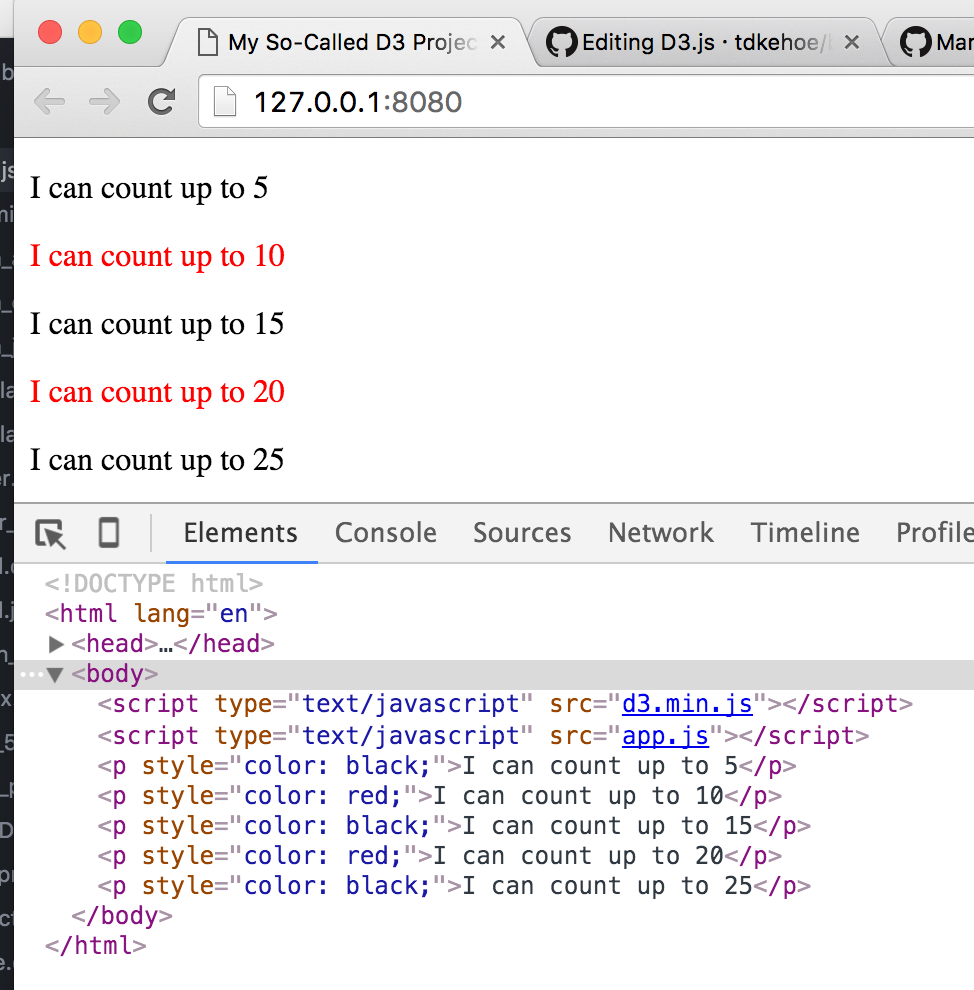 My So-Called D3 Projec
Editing D3.js · tdkehoe/
Mar
127.0.0.1:8080
I can count up to 5
I can count up to 10
I can count up to 15
I can count up to 20
I can count up to 25
Elements Console Sources Network Timeline Profile
<!DOCTYPE html>
<html lang="en">
<head>…</head>
<body>
<script type="text/javascript" src="d3.min.js"></script>
<script type="text/javascript" src="app.js"></script>
<p style="color: black;">I can count up to 5</p>
<p style="color: red;">I can count up to 10</p>
<p style="color: black;">I can count up to 15</p>
<p style="color: red;">I can count up to 20</p>
<p style="color: black;">I can count up to 25</p>
</body>
</html>